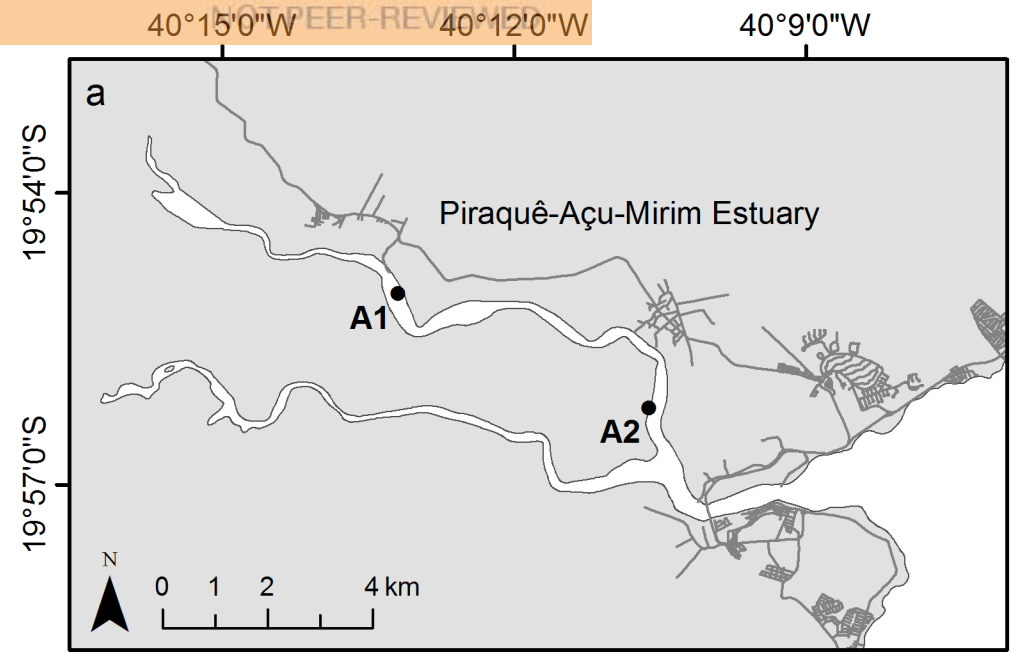 NOT PEER-REVIEWED
40°15'0"W 40°12'0"W 40°9'0"W
a
19°54'0"S
Piraquê-Açu-Mirim Estuary
A1
A2
19°57'0"S
N
0 1 2 4 km